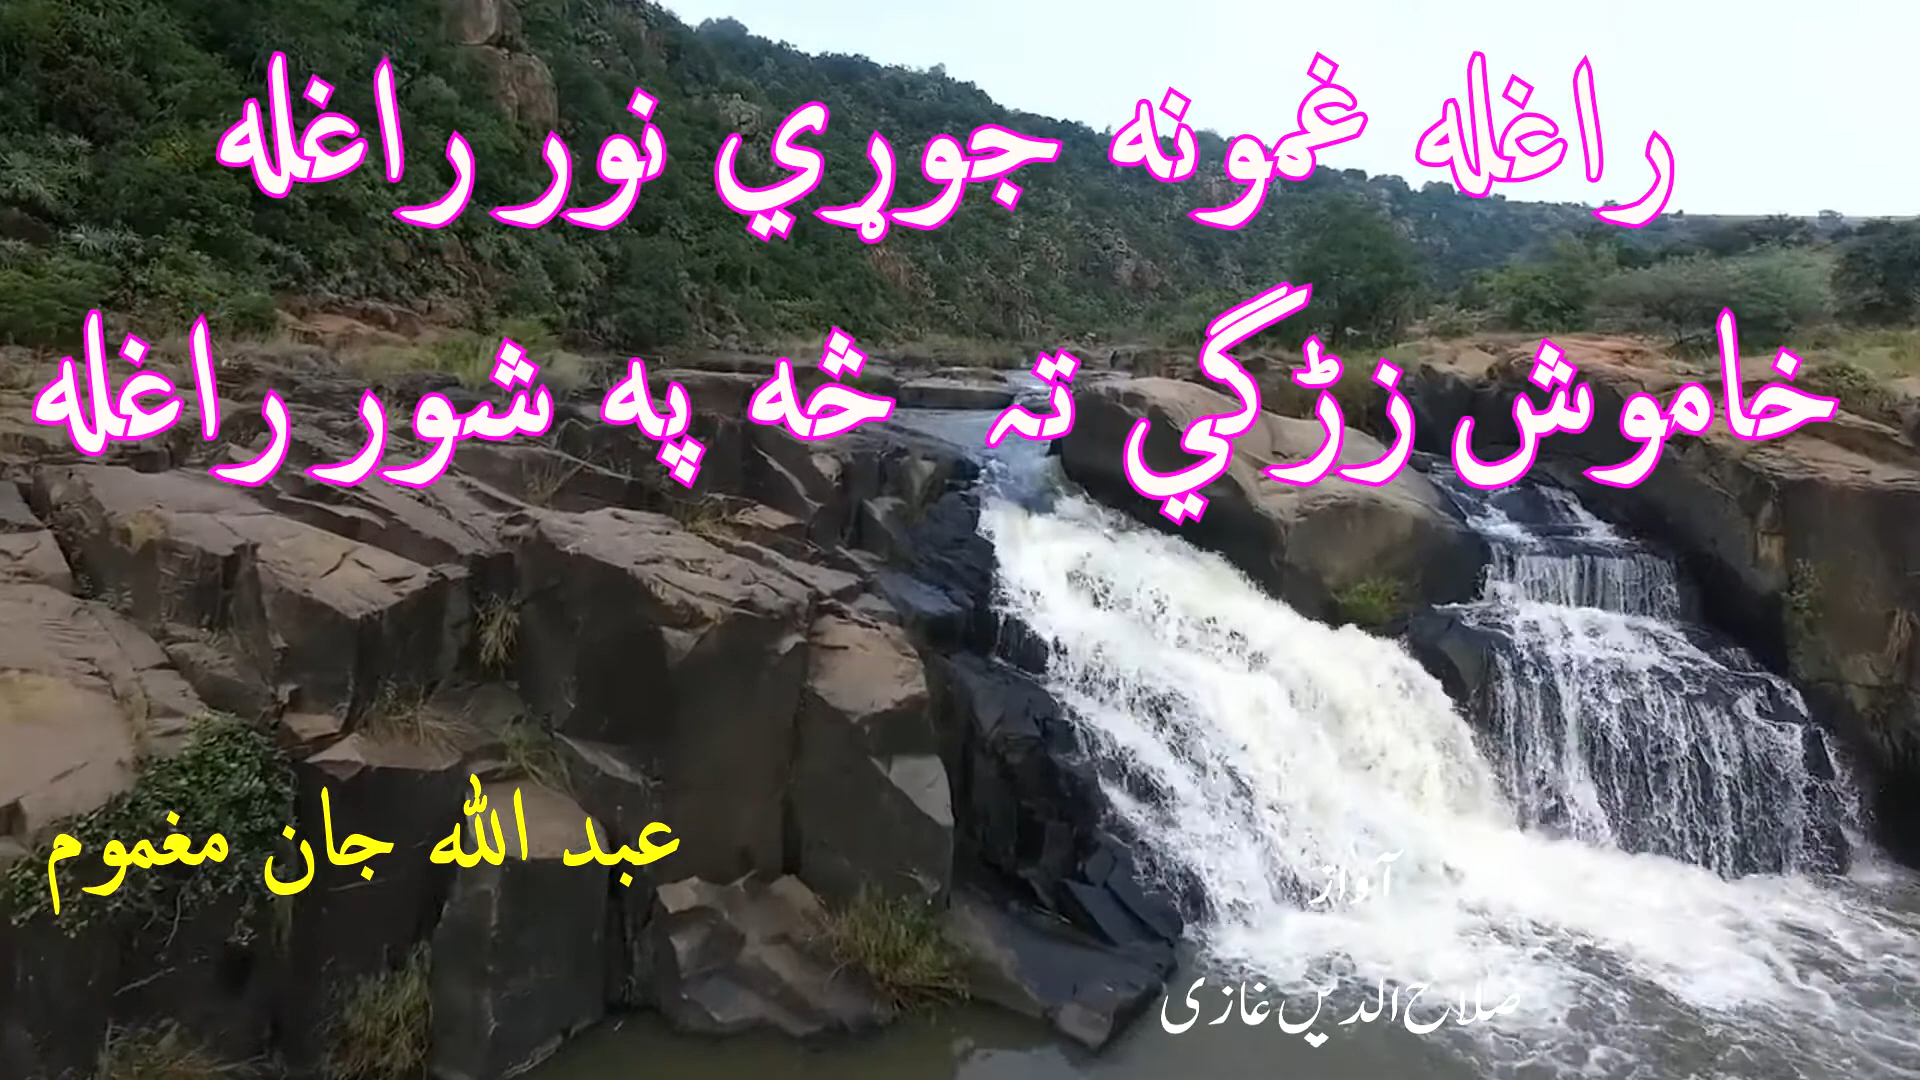 راغله غمونه جوړي نور راغله
خاموش زړګي ته څه په شور راغله
عبد الله جان مغموم
آواز
صلاح الدین غازی